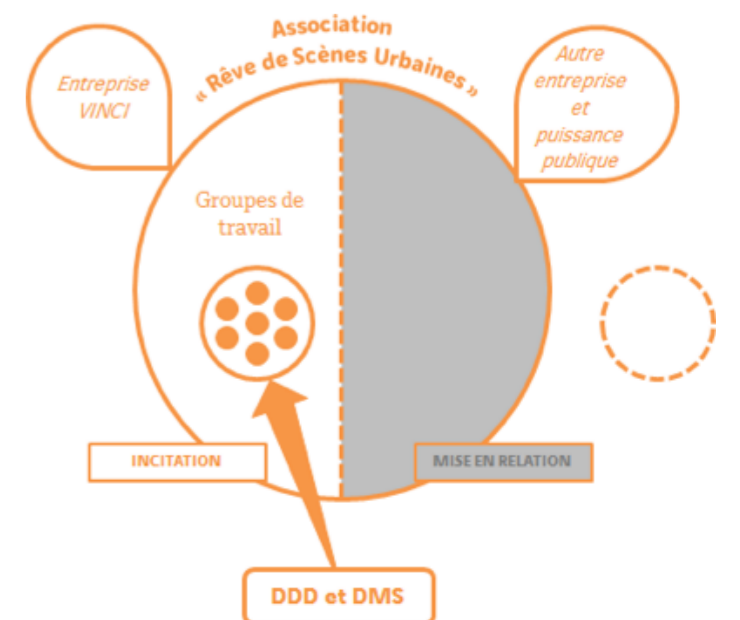 Association
« Rêve de Scènes Urbaines »
Entreprise
VINCI
Autre
entreprise
et
puissance
publique
Groupes de
travail
INCITATION
MISE EN RELATION
DDD et DMS